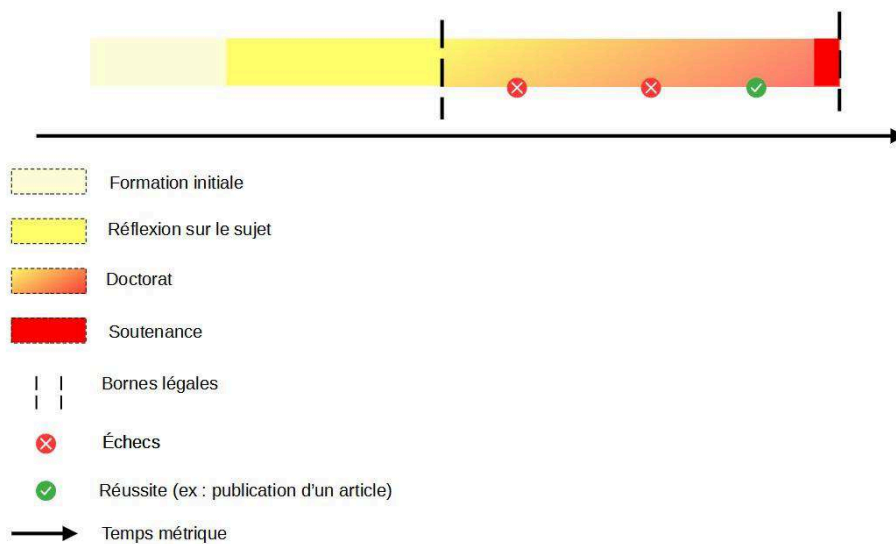 Formation initiale
Réflexion sur le sujet
Doctorat
Soutenance
Bornes légales
Échecs
Réussite (ex : publication d'un article)
Temps métrique